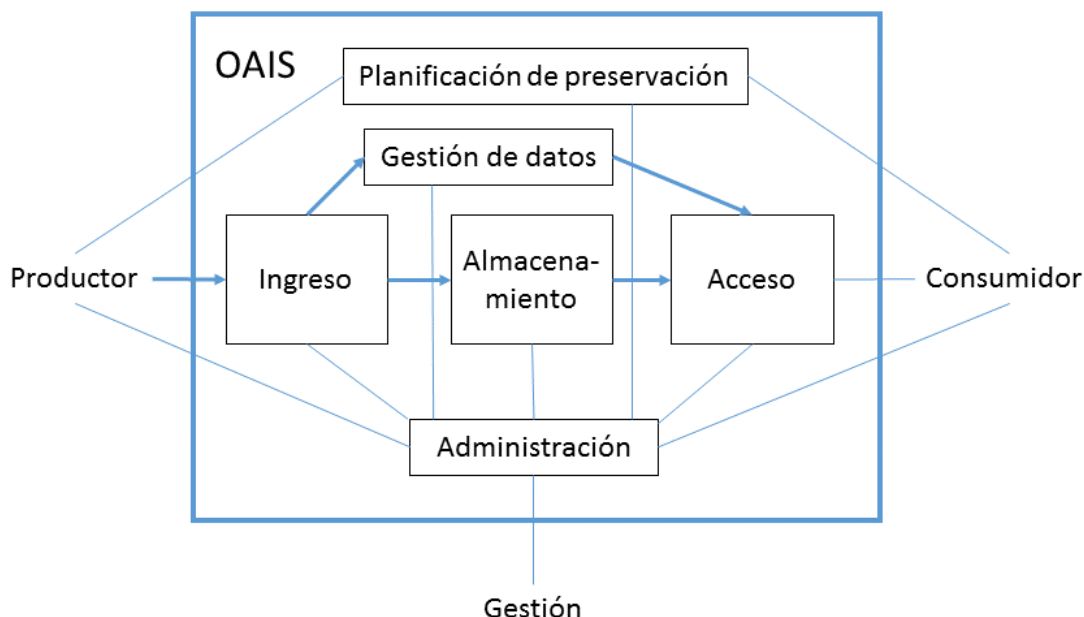 OAIS
Planificación de preservación
Gestión de datos
Productor
Ingreso
Almacena-
miento
Acceso
Consumidor
Administración
Gestión